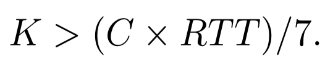 K > (C × RTT)/7.